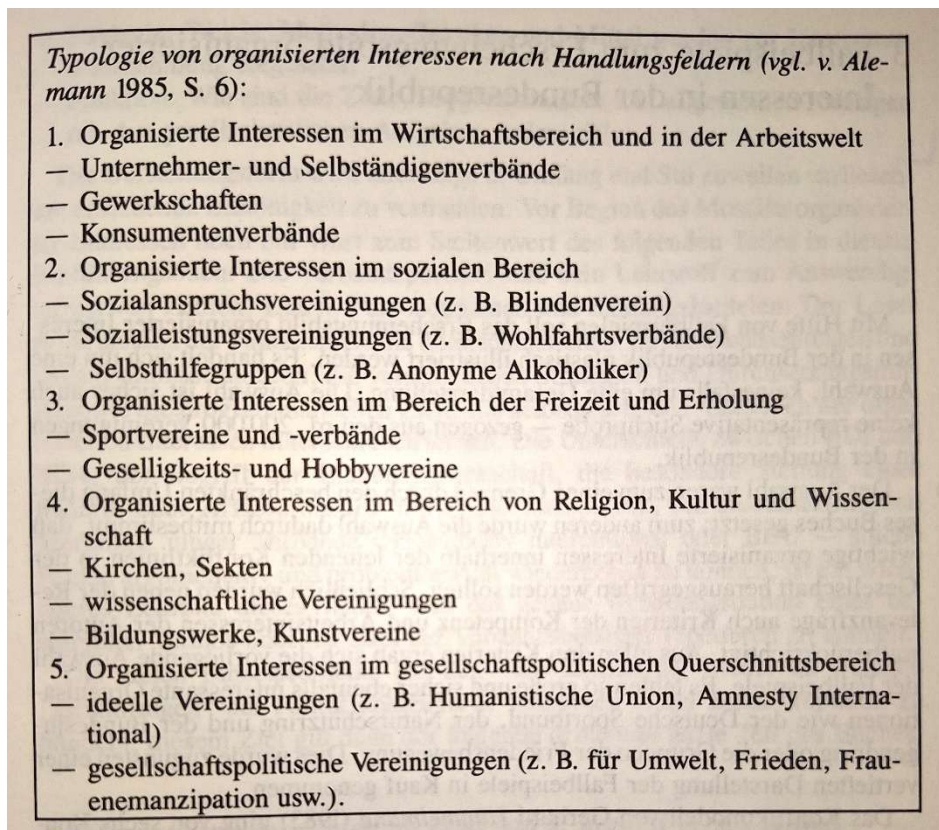 Typologie von organisierten Interessen nach Handlungsfeldern (vgl. v. Ale-
mann 1985, S. 6):
1. Organisierte Interessen im Wirtschaftsbereich und in der Arbeitswelt
— Unternehmer- und Selbständigenverbände
— Gewerkschaften
— Konsumentenverbände
2. Organisierte Interessen im sozialen Bereich
— Sozialanspruchsvereinigungen (z. B. Blindenverein)
— Sozialleistungsvereinigungen (z. B. Wohlfahrtsverbände)
— Selbsthilfegruppen (z. B. Anonyme Alkoholiker)
3. Organisierte Interessen im Bereich der Freizeit und Erholung
— Sportvereine und -verbände
— Geselligkeits- und Hobbyvereine
4. Organisierte Interessen im Bereich von Religion, Kultur und Wissen-
schaft
— Kirchen, Sekten
— wissenschaftliche Vereinigungen
— Bildungswerke, Kunstvereine
5. Organisierte Interessen im gesellschaftspolitischen Querschnittsbereich
— ideelle Vereinigungen (z. B. Humanistische Union, Amnesty Interna-
tional)
— gesellschaftspolitische Vereinigungen (z. B. für Umwelt, Frieden, Frau-
enemanzipation usw.).